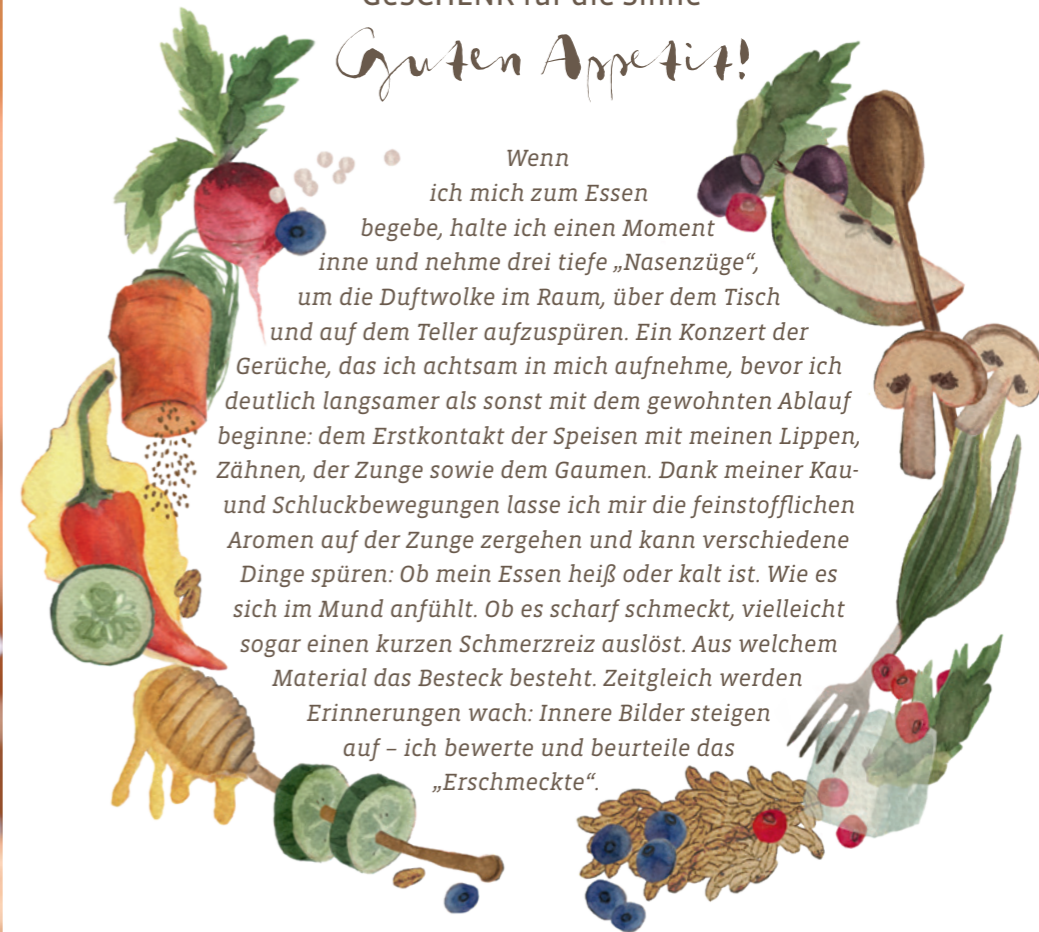 GeSCHENK für die Sinne
Guten Appetit!
Wenn
ich mich zum Essen
begebe, halte ich einen Moment
inne und nehme drei tiefe „Nasenzüge“,
um die Duftwolke im Raum, über dem Tisch
und auf dem Teller aufzuspüren. Ein Konzert der
Gerüche, das ich achtsam in mich aufnehme, bevor ich
deutlich langsamer als sonst mit dem gewohnten Ablauf
beginne: dem Erstkontakt der Speisen mit meinen Lippen,
Zähnen, der Zunge sowie dem Gaumen. Dank meiner Kau-
und Schluckbewegungen lasse ich mir die feinstofflichen
Aromen auf der Zunge zergehen und kann verschiedene
Dinge spüren: Ob mein Essen heiß oder kalt ist. Wie es
sich im Mund anfühlt. Ob es scharf schmeckt, vielleicht
sogar einen kurzen Schmerzreiz auslöst. Aus welchem
Material das Besteck besteht. Zeitgleich werden
Erinnerungen wach: Innere Bilder steigen
auf – ich bewerte und beurteile das
„Erschmeckte“.